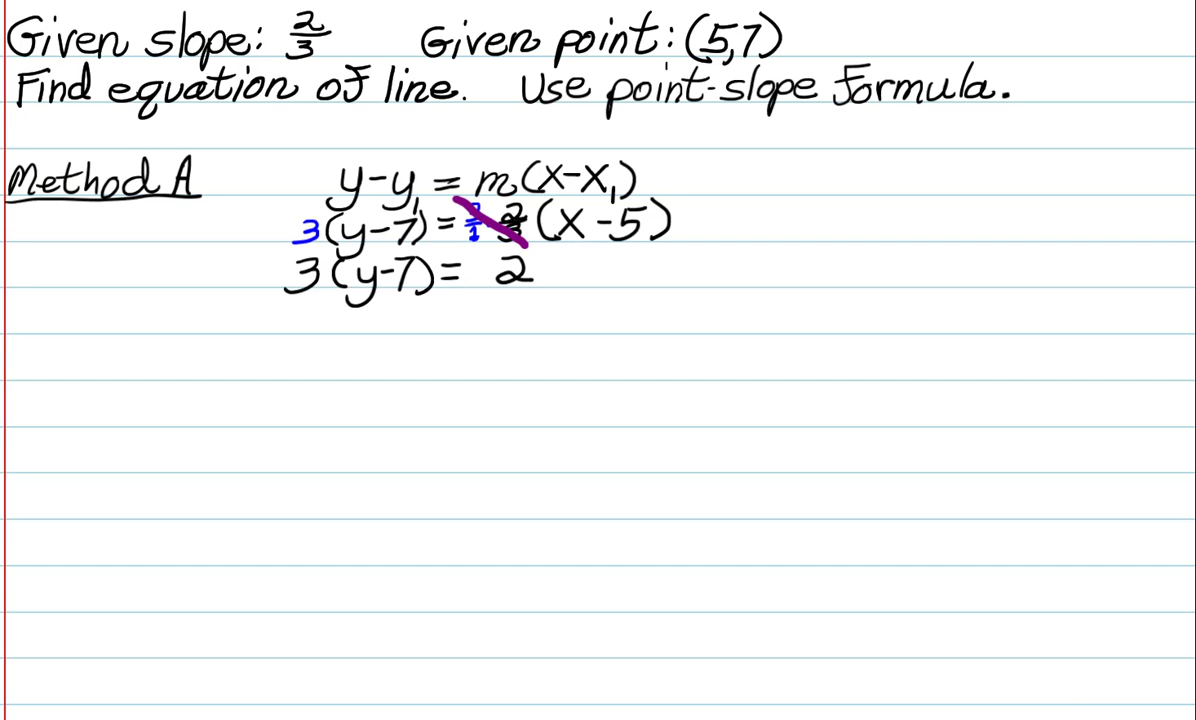 Given slope: 2/3 Given point: (5,7)
Find equation of line. Use point-slope formula.
Method A y-y₁ = m(x-x₁)
3(y-7) = 3/1 2/3 (x-5)
3(y-7) = 2